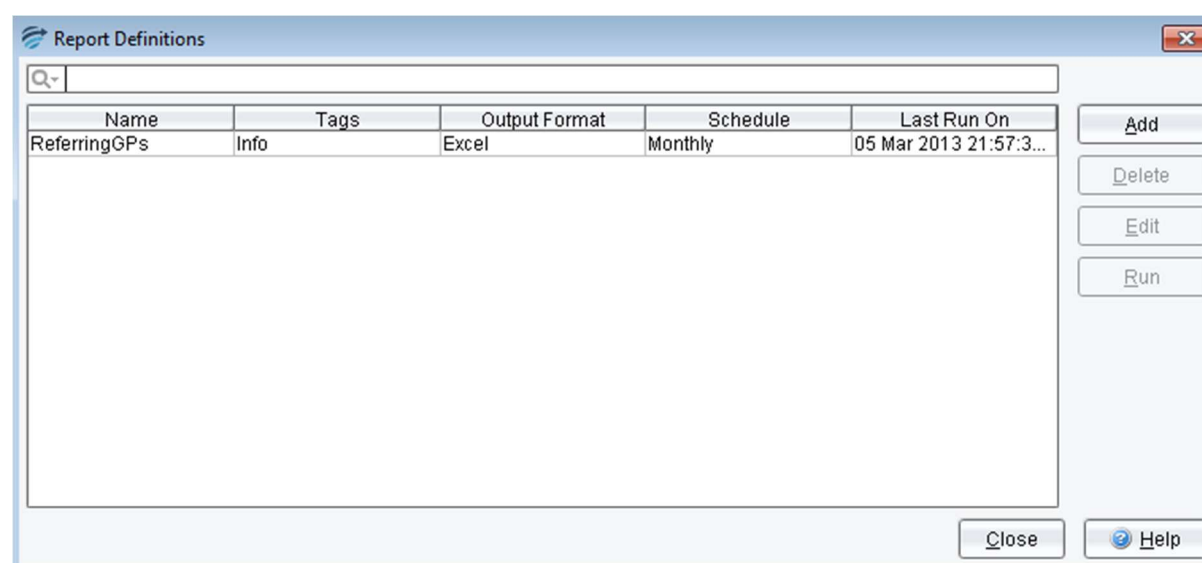 Report Definitions
Name Tags Output Format Schedule Last Run On
ReferringGPs Info Excel Monthly 05 Mar 2013 21:57:3...
Add
Delete
Edit
Run
Close Help